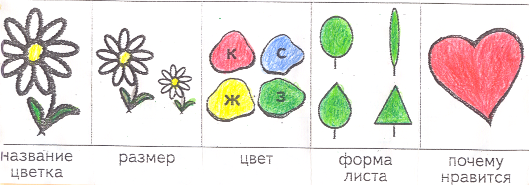 к с
ж з
название цветка
размер
цвет
форма листа
почему нравится